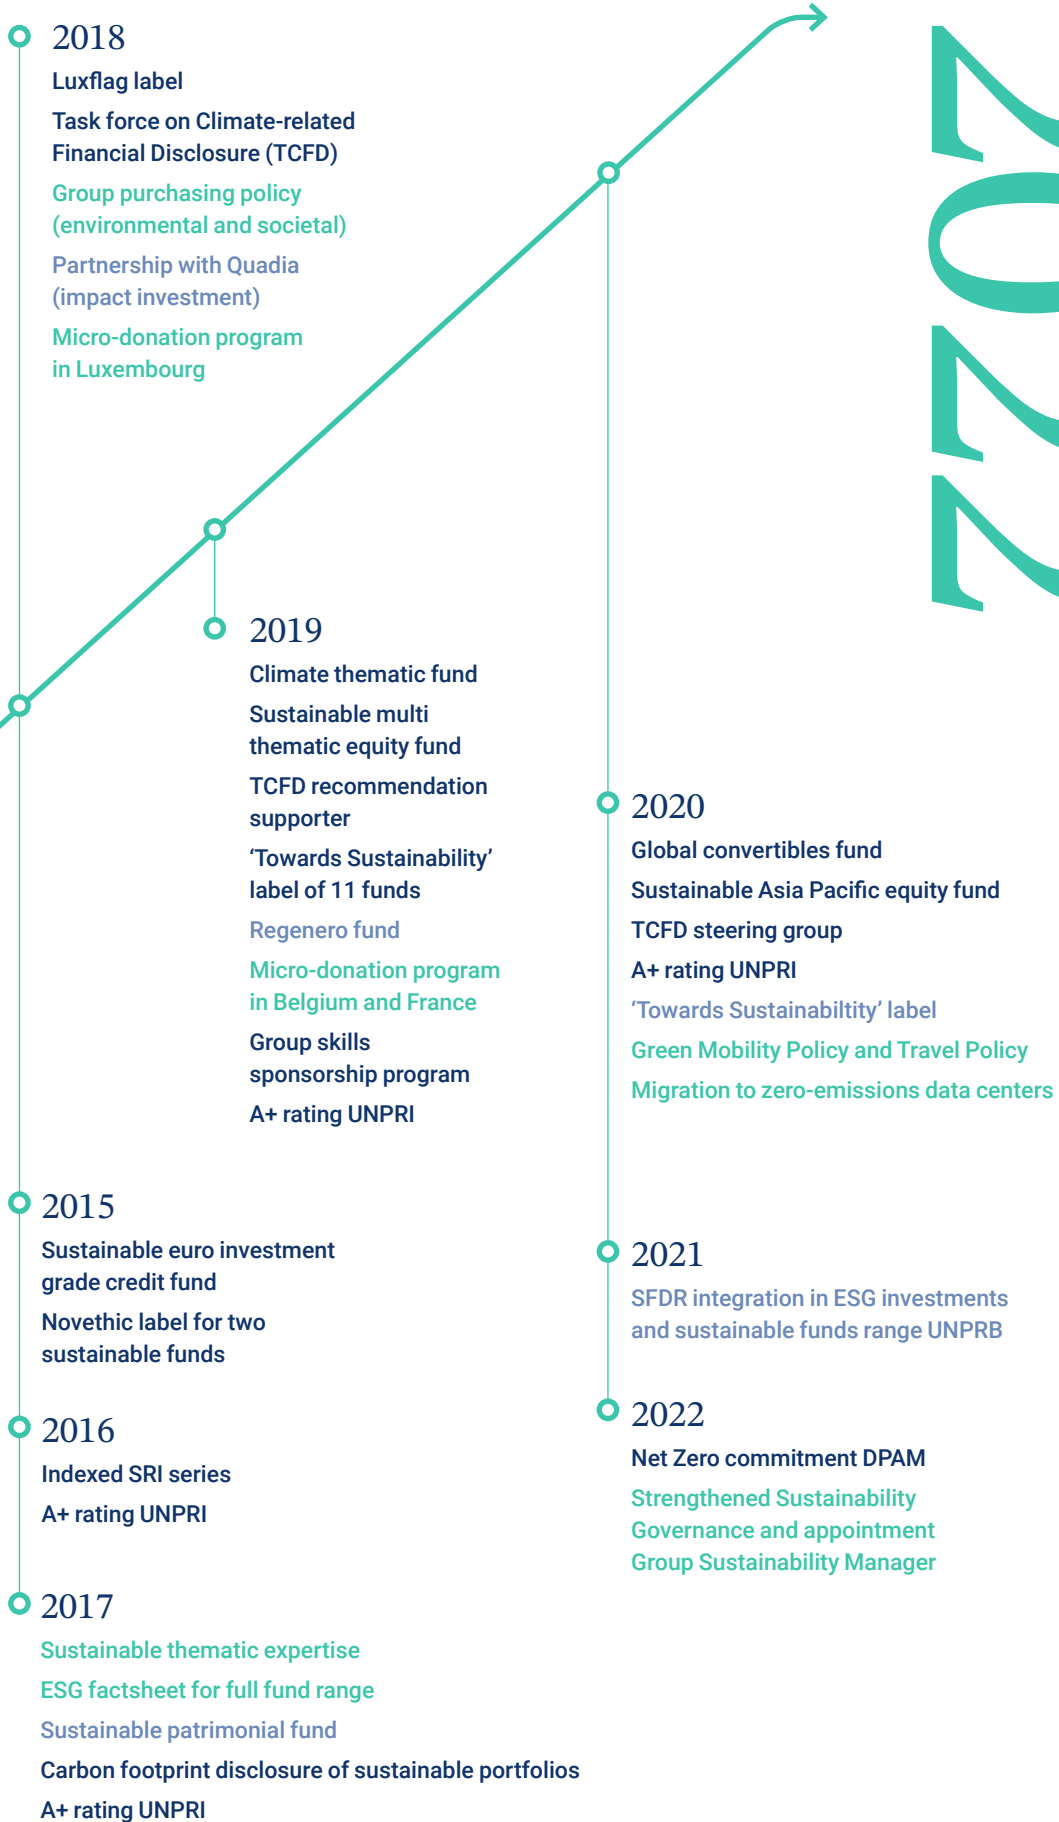 2018
Luxflag label
Task force on Climate-related
Financial Disclosure (TCFD)
Group purchasing policy
(environmental and societal)
Partnership with Quadia
(impact investment)
Micro-donation program
in Luxembourg
2022
2019
Climate thematic fund
Sustainable multi
thematic equity fund
TCFD recommendation
supporter
‘Towards Sustainability’
label of 11 funds
Regenero fund
Micro-donation program
in Belgium and France
Group skills
sponsorship program
A+ rating UNPRI
2020
Global convertibles fund
Sustainable Asia Pacific equity fund
TCFD steering group
A+ rating UNPRI
‘Towards Sustainabiltity’ label
Green Mobility Policy and Travel Policy
Migration to zero-emissions data centers
2015
Sustainable euro investment
grade credit fund
Novethic label for two
sustainable funds
2016
Indexed SRI series
A+ rating UNPRI
2017
Sustainable thematic expertise
ESG factsheet for full fund range
Sustainable patrimonial fund
Carbon footprint disclosure of sustainable portfolios
A+ rating UNPRI
2021
SFDR integration in ESG investments
and sustainable funds range UNPRB
2022
Net Zero commitment DPAM
Strengthened Sustainability
Governance and appointment
Group Sustainability Manager